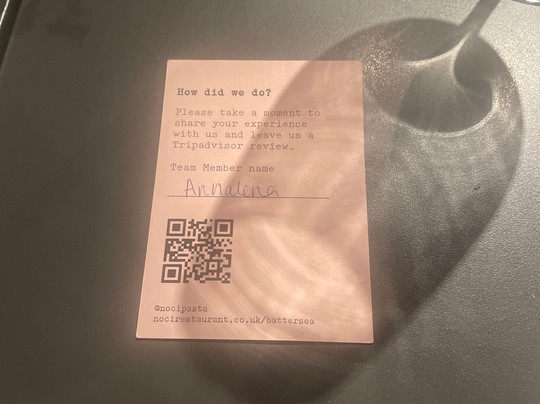 How did we do?
Please take a moment to
share your experience
with us and leave us a
Tripadvisor review.
Team Member name
Annalena
@nocipasta
nocirestaurant.co.uk/battersea